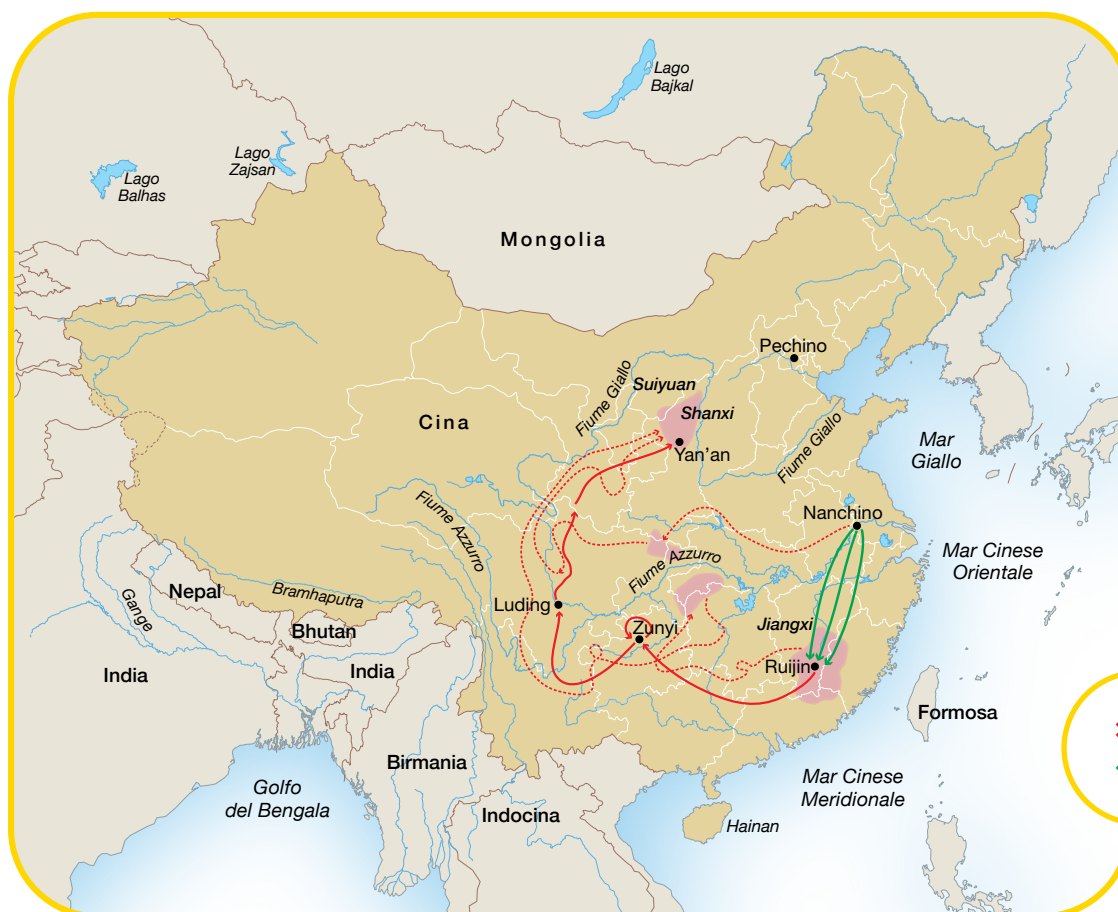 Lago
Bajkal
Lago
Zajsan
Lago
Balhas
Mongolia
Pechino
Fiume Giallo
Suiyuan
Shanxi
Cina
Fiume Giallo
Mar
Giallo
Yan'an
Fiume Azzurro
Nanchino
Mar Cinese
Orientale
Fiume Azzurro
Nepal
Bramhaputra
Gange
Luding
Bhutan
Zunyi
Jiangxi
India
India
Ruijin
Formosa
Birmania
Golfo
del Bengala
Mar Cinese
Meridionale
Indocina
Hainan